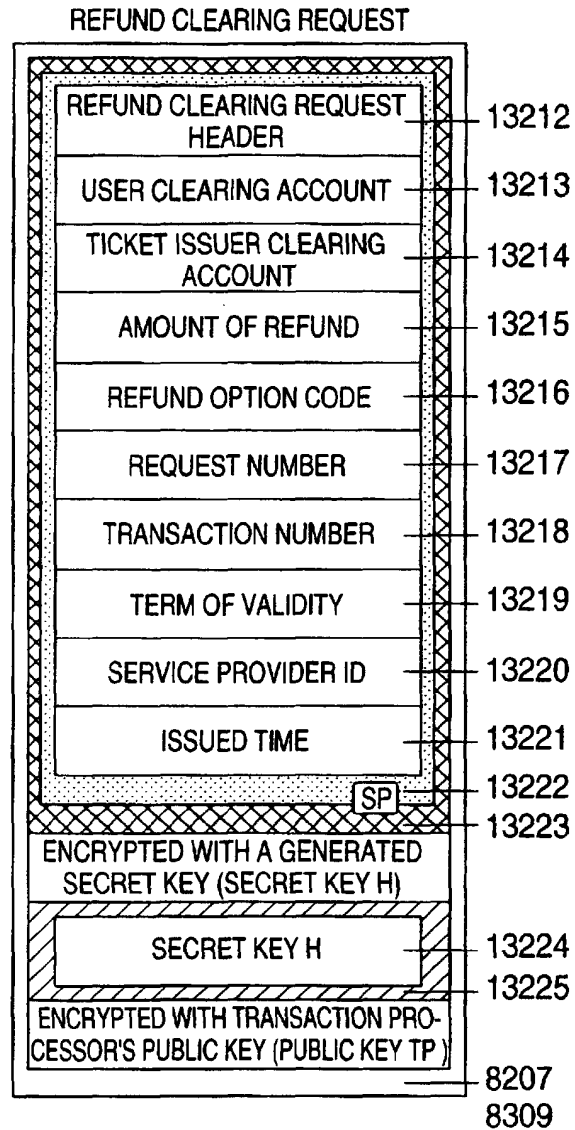 REFUND CLEARING REQUEST
REFUND CLEARING REQUEST
HEADER
13212
USER CLEARING ACCOUNT
13213
TICKET ISSUER CLEARING
ACCOUNT
13214
AMOUNT OF REFUND
13215
REFUND OPTION CODE
13216
REQUEST NUMBER
13217
TRANSACTION NUMBER
13218
TERM OF VALIDITY
13219
SERVICE PROVIDER ID
13220
ISSUED TIME
13221
SP
13222
13223
ENCRYPTED WITH A GENERATED
SECRET KEY (SECRET KEY H)
SECRET KEY H
13224
13225
ENCRYPTED WITH TRANSACTION PRO-
CESSOR'S PUBLIC KEY (PUBLIC KEY TP )
8207
8309